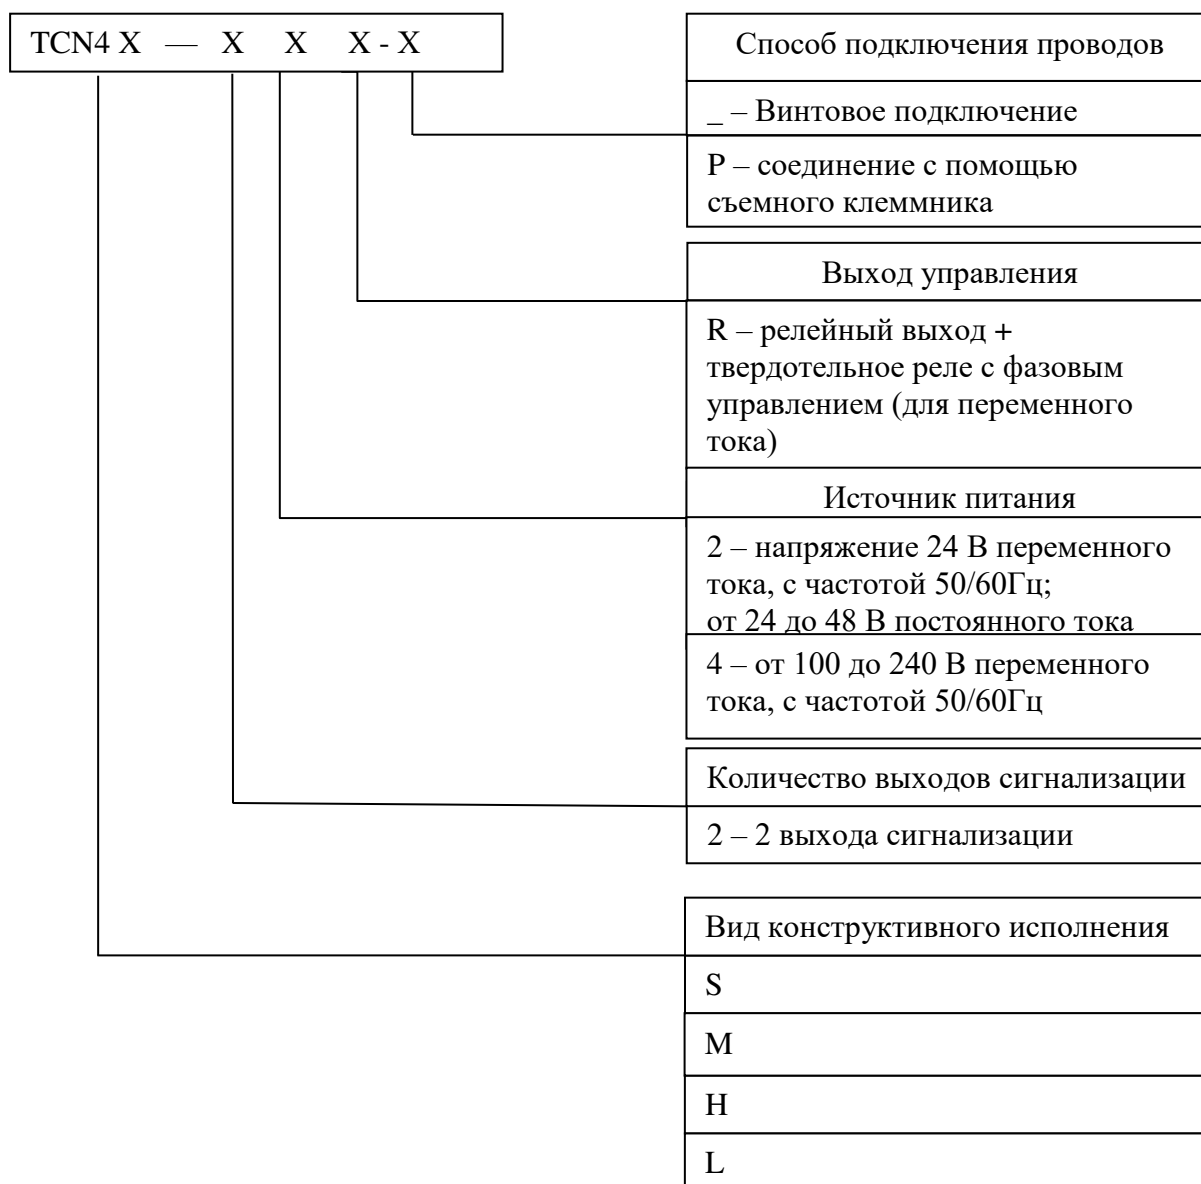 TCN4 X — X X X - X
Способ подключения проводов
_ – Винтовое подключение
P – соединение с помощью
съемного клеммника
Выход управления
R – релейный выход +
твердотельное реле с фазовым
управлением (для переменного
тока)
Источник питания
2 – напряжение 24 В переменного
тока, с частотой 50/60Гц;
от 24 до 48 В постоянного тока
4 – от 100 до 240 В переменного
тока, с частотой 50/60Гц
Количество выходов сигнализации
2 – 2 выхода сигнализации
Вид конструктивного исполнения
S
M
H
L